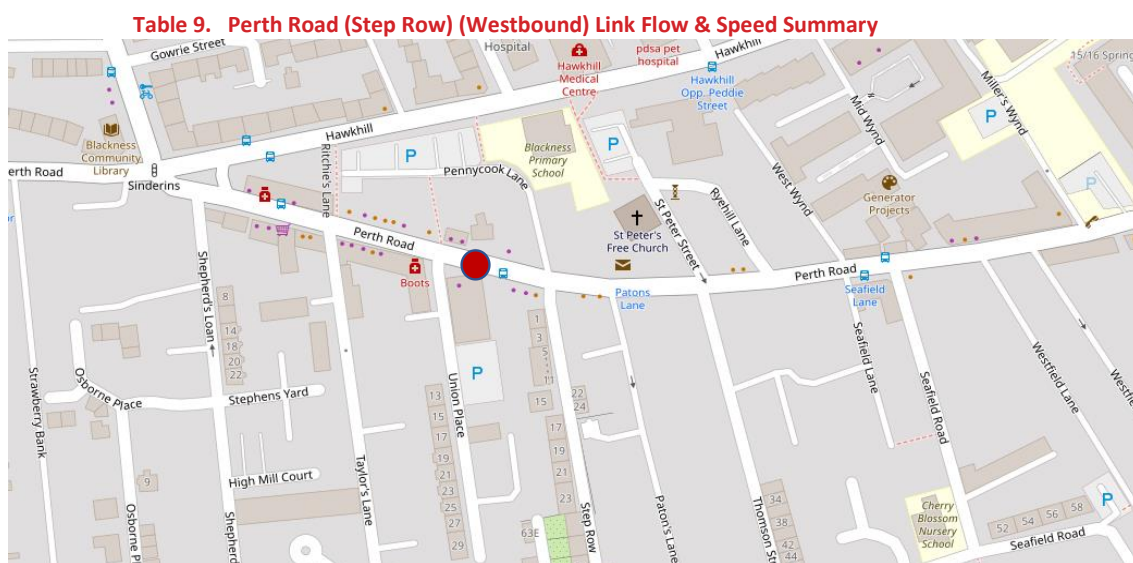 Table 9. Perth Road (Step Row) (Westbound) Link Flow & Speed Summary
Gowrie Street
Hospital
Hawkhill
Medical
Centre
pdsa pet
hospital
Hawkhill
Hawkhill
Opp. Peddie
Street
15/16 Spring
Miller's Wynd
Mid Wynd
P
Blackness
Community
Library
Hawkhill
Ritchie's Lane
P
Pennycook Lane
Blackness
Primary
School
P
West Wynd
Generator
Projects
P
erth Road
Sinderins
St Peter Street
Ryehill Lane
St Peter's
Free Church
Perth Road
Boots
Patons
Lane
Perth Road
Seafield
Lane
Shepherd's Loan
8
14
18
20
22
Osborne Place
Stephens Yard
Strawberry Bank
High Mill Court
9
Osborne Pl
Shepherd
Taylor's Lane
Union Place
P
13
15
17
19
21
23
25
27
29
1
3
5
11
15
22
24
17
19
21
23
63E
Step Row
Paton's Lane
Thomson St
34
38
42
44
Seafield Lane
Seafield Road
Westfield Lane
Westfie
Cherry
Blossom
Nursery
School
52
54
56
58
P
Seafield Road